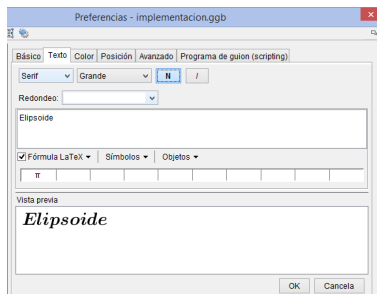 Preferencias - implementacion.ggb
Básico Texto Color Posición Avanzado Programa de guion (scripting)
Serif Grande N I
Redondeo:
Elipsoide
Fórmula LaTeX Símbolos Objetos
π
Vista previa
Elipsoide
OK Cancela